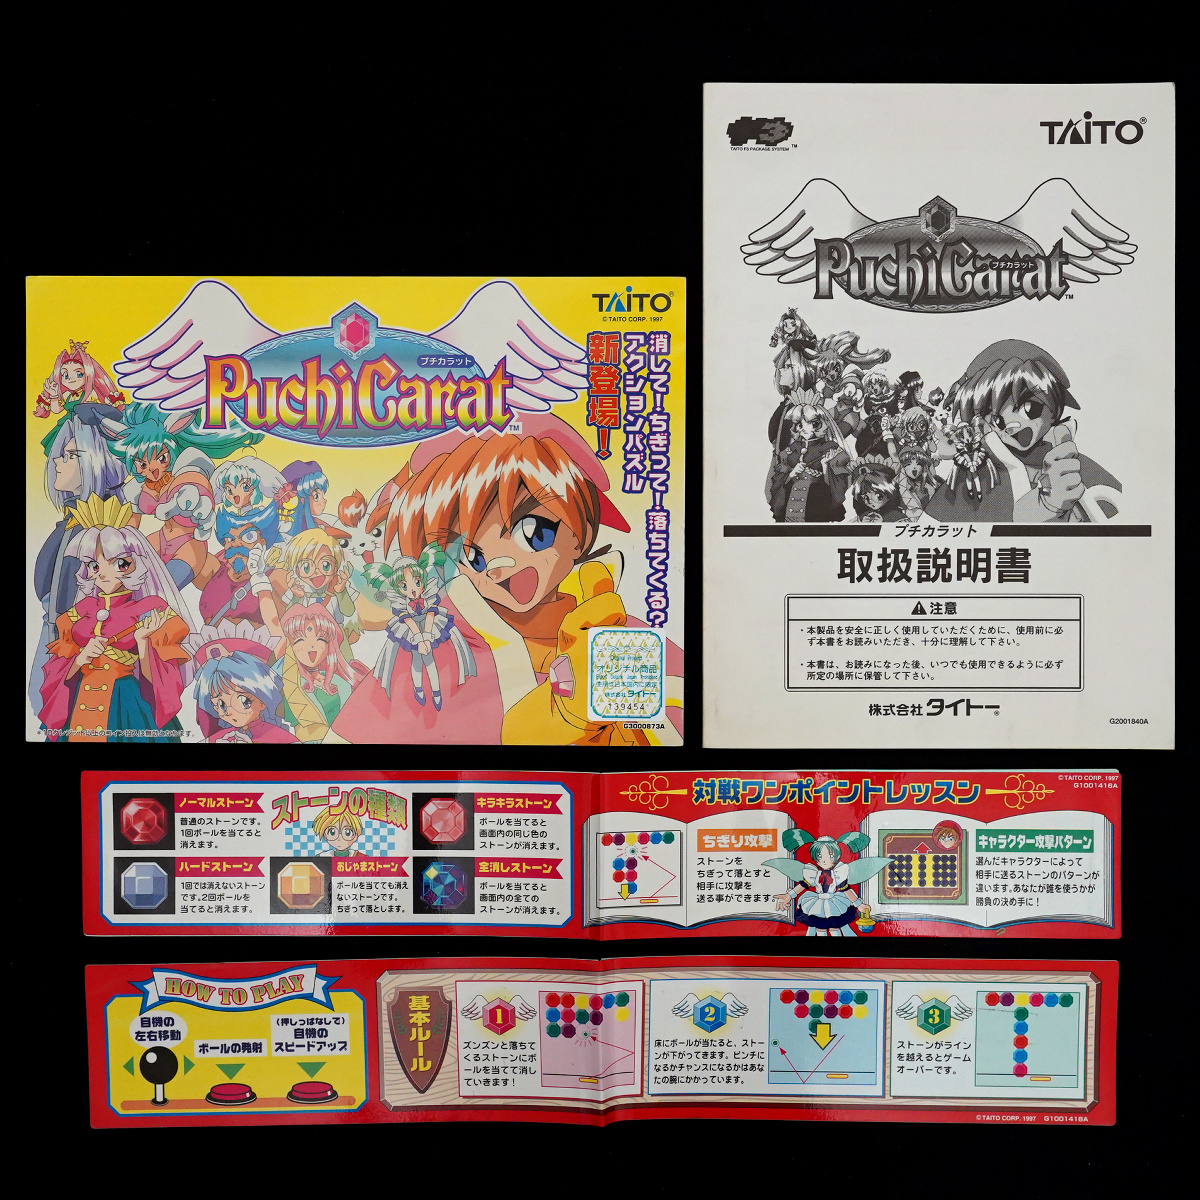 TAITO®
© TAITO CORP. 1997
プチカラット
PuchiCarat™
消して！ちぎって！落ちてくる？
アクションパズル
新登場！
オリジナル商品
使用は日本国内に限定
株式会社タイトー
139454
G3000873A
TAITO F3 PACKAGE SYSTEM™
TAITO®
PuchiCarat™
プチカラット
プチカラット
取扱説明書
⚠注意
・本製品を安全に正しく使用していただくために、使用前に必
ず本書をお読みいただき、十分に理解して下さい。
・本書は、お読みになった後、いつでも使用できるように必ず
所定の場所に保管して下さい。
株式会社タイトー®
G2001840A
ストーンの種類
ノーマルストーン
普通のストーンです。
1回ボールを当てると
消えます。
キラキラストーン
ボールを当てると
画面内の同じ色の
ストーンが消えます。
ハードストーン
1回では消えないストーン
です。2回ボールを
当てると消えます。
おじゃまストーン
ボールを当てても消え
ないストーンです。
ちぎって落とします。
全消しストーン
ボールを当てると
画面内の全ての
ストーンが消えます。
対戦ワンポイントレッスン
© TAITO CORP. 1997
G1001416A
ちぎり攻撃
ストーンを
ちぎって落とすと
相手に攻撃を
送る事ができます。
キャラクター攻撃パターン
選んだキャラクターによって
相手に送るストーンのパターンが
違います。あなたが誰を使うかが
勝負の決め手に！
HOW TO PLAY
自機の
左右移動
ボールの発射
(押しっぱなしで)
自機の
スピードアップ
基本ルール
1
ズンズンと落ちて
くるストーンにボ
ールを当てて消し
ていきます！
2
床にボールが当たると、ストー
ンが下がってきます。ピンチに
なるかチャンスになるかはあな
たの腕にかかっています。
3
ストーンがライン
を越えるとゲーム
オーバーです。
© TAITO CORP. 1997 G1001418A